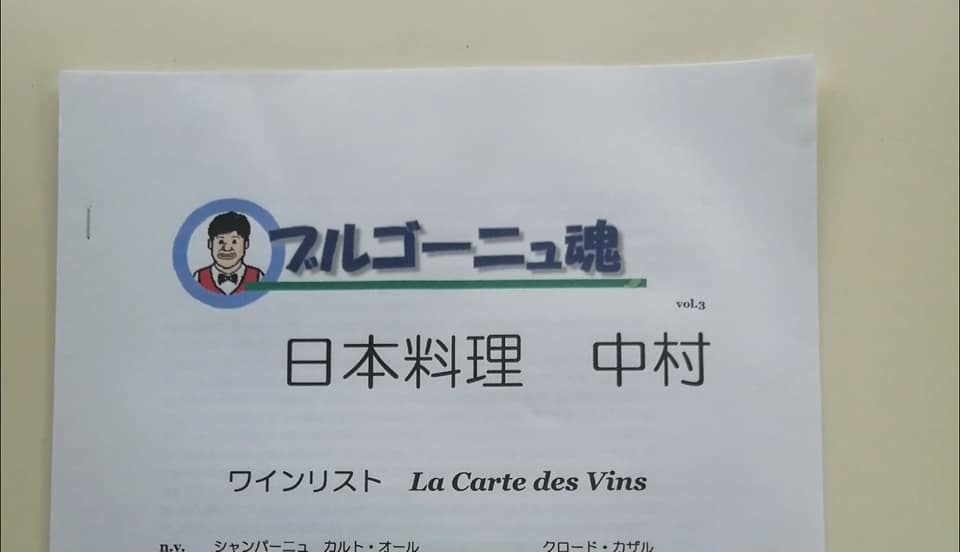 ブルゴーニュ魂
vol.3
日本料理 中村
ワインリスト La Carte des Vins
n.v. シャンパーニュ カルト・オール クロード・カザル